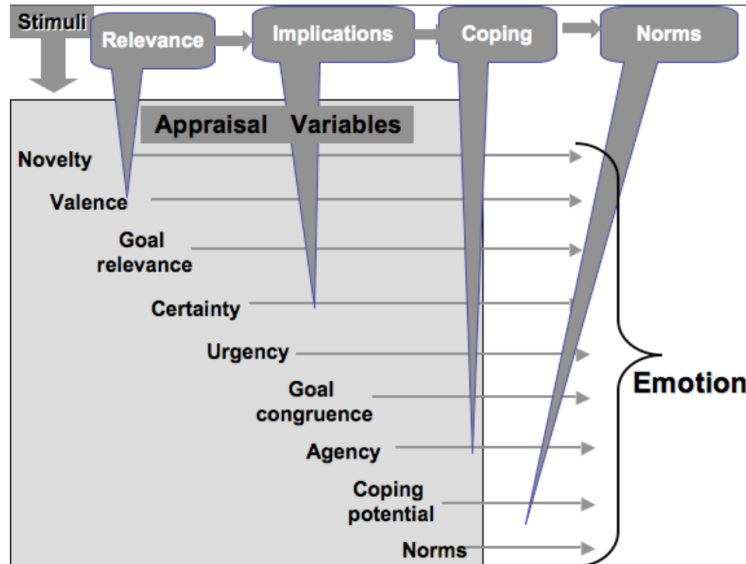 Stimuli
Relevance
Implications
Coping
Norms
Appraisal Variables
Novelty
Valence
Goal
relevance
Certainty
Urgency
Goal
congruence
Emotion
Agency
Coping
potential
Norms